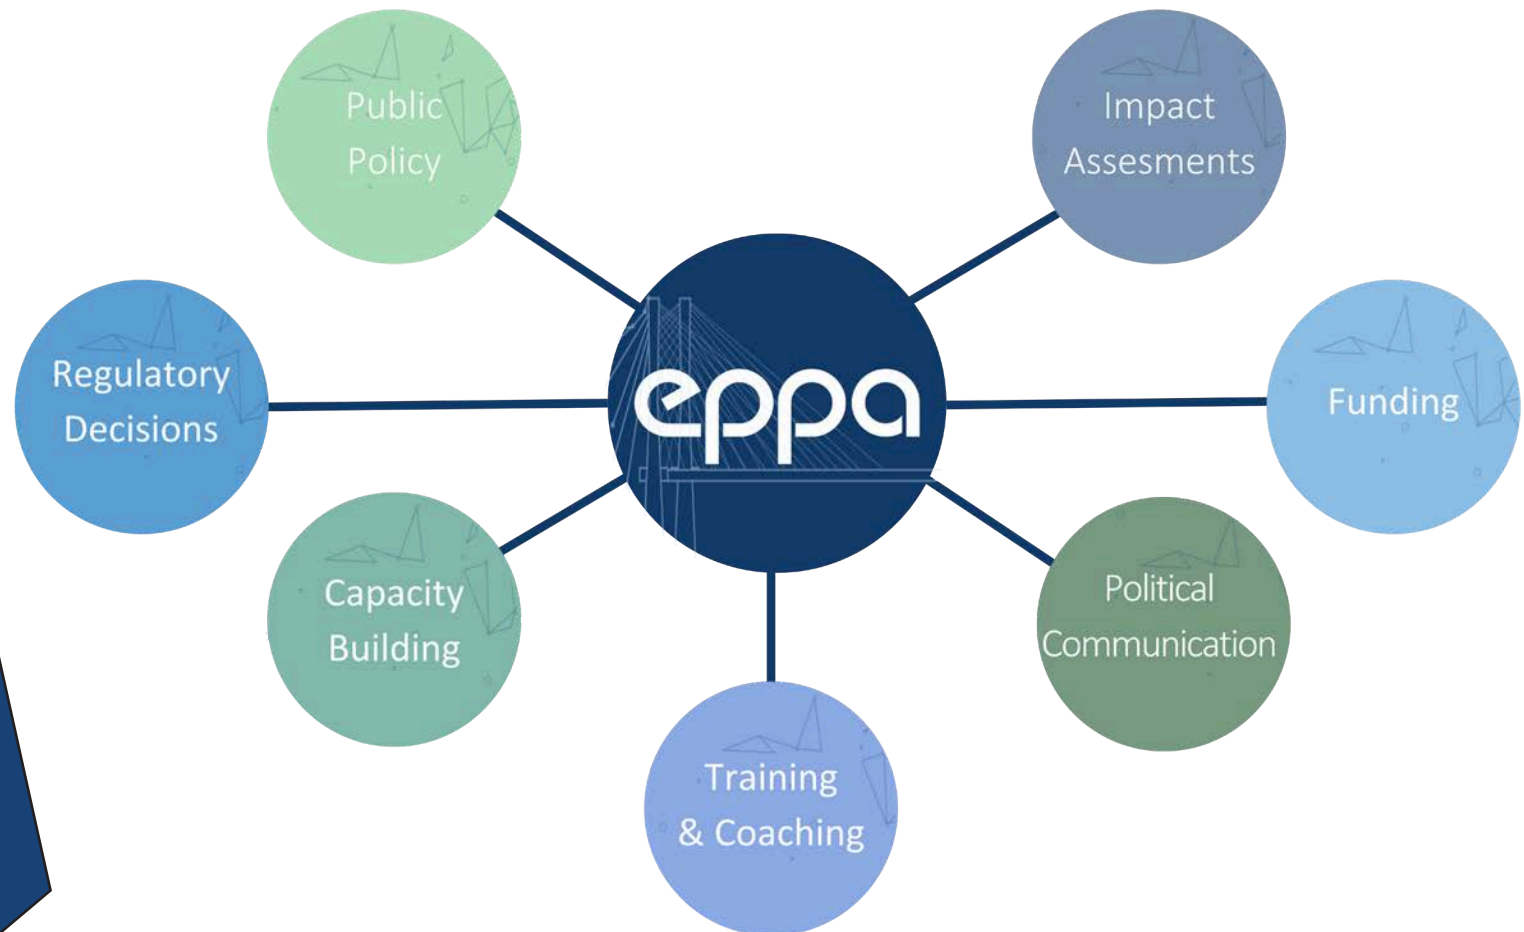 Public
Policy
Impact
Assesments
Regulatory
Decisions
eppa
Funding
Capacity
Building
Political
Communication
Training
& Coaching